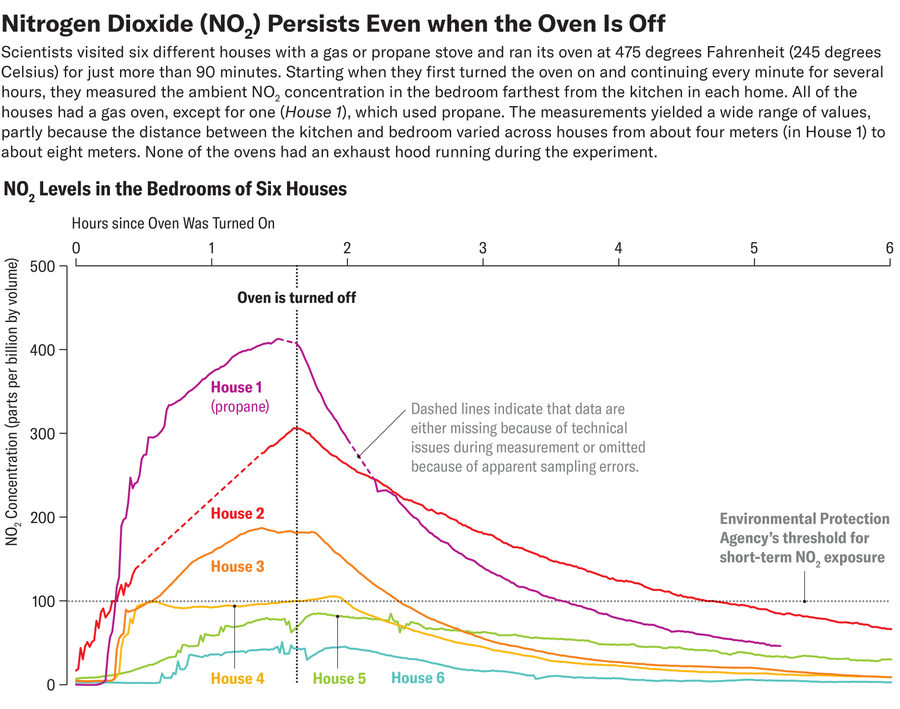 Nitrogen Dioxide (NO₂) Persists Even when the Oven Is Off
Scientists visited six different houses with a gas or propane stove and ran its oven at 475 degrees Fahrenheit (245 degrees
Celsius) for just more than 90 minutes. Starting when they first turned the oven on and continuing every minute for several
hours, they measured the ambient NO₂ concentration in the bedroom farthest from the kitchen in each home. All of the
houses had a gas oven, except for one (House 1), which used propane. The measurements yielded a wide range of values,
partly because the distance between the kitchen and bedroom varied across houses from about four meters (in House 1) to
about eight meters. None of the ovens had an exhaust hood running during the experiment.
NO₂ Levels in the Bedrooms of Six Houses
Hours since Oven Was Turned On
0 1 2 3 4 5 6
NO₂ Concentration (parts per billion by volume)
500
400
300
200
100
0
Oven is turned off
House 1
(propane)
Dashed lines indicate that data are
either missing because of technical
issues during measurement or omitted
because of apparent sampling errors.
House 2
House 3
Environmental Protection
Agency's threshold for
short-term NO₂ exposure
House 4
House 5
House 6